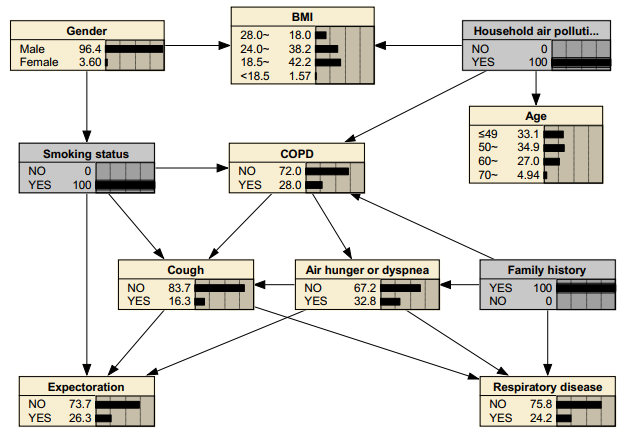 Gender
Male 96.4
Female 3.60
BMI
28.0~ 18.0
24.0~ 38.2
18.5~ 42.2
<18.5 1.57
Household air polluti...
NO 0
YES 100
Age
≤49 33.1
50~ 34.9
60~ 27.0
70~ 4.94
Smoking status
NO 0
YES 100
COPD
NO 72.0
YES 28.0
Cough
NO 83.7
YES 16.3
Air hunger or dyspnea
NO 67.2
YES 32.8
Family history
YES 100
NO 0
Expectoration
NO 73.7
YES 26.3
Respiratory disease
NO 75.8
YES 24.2